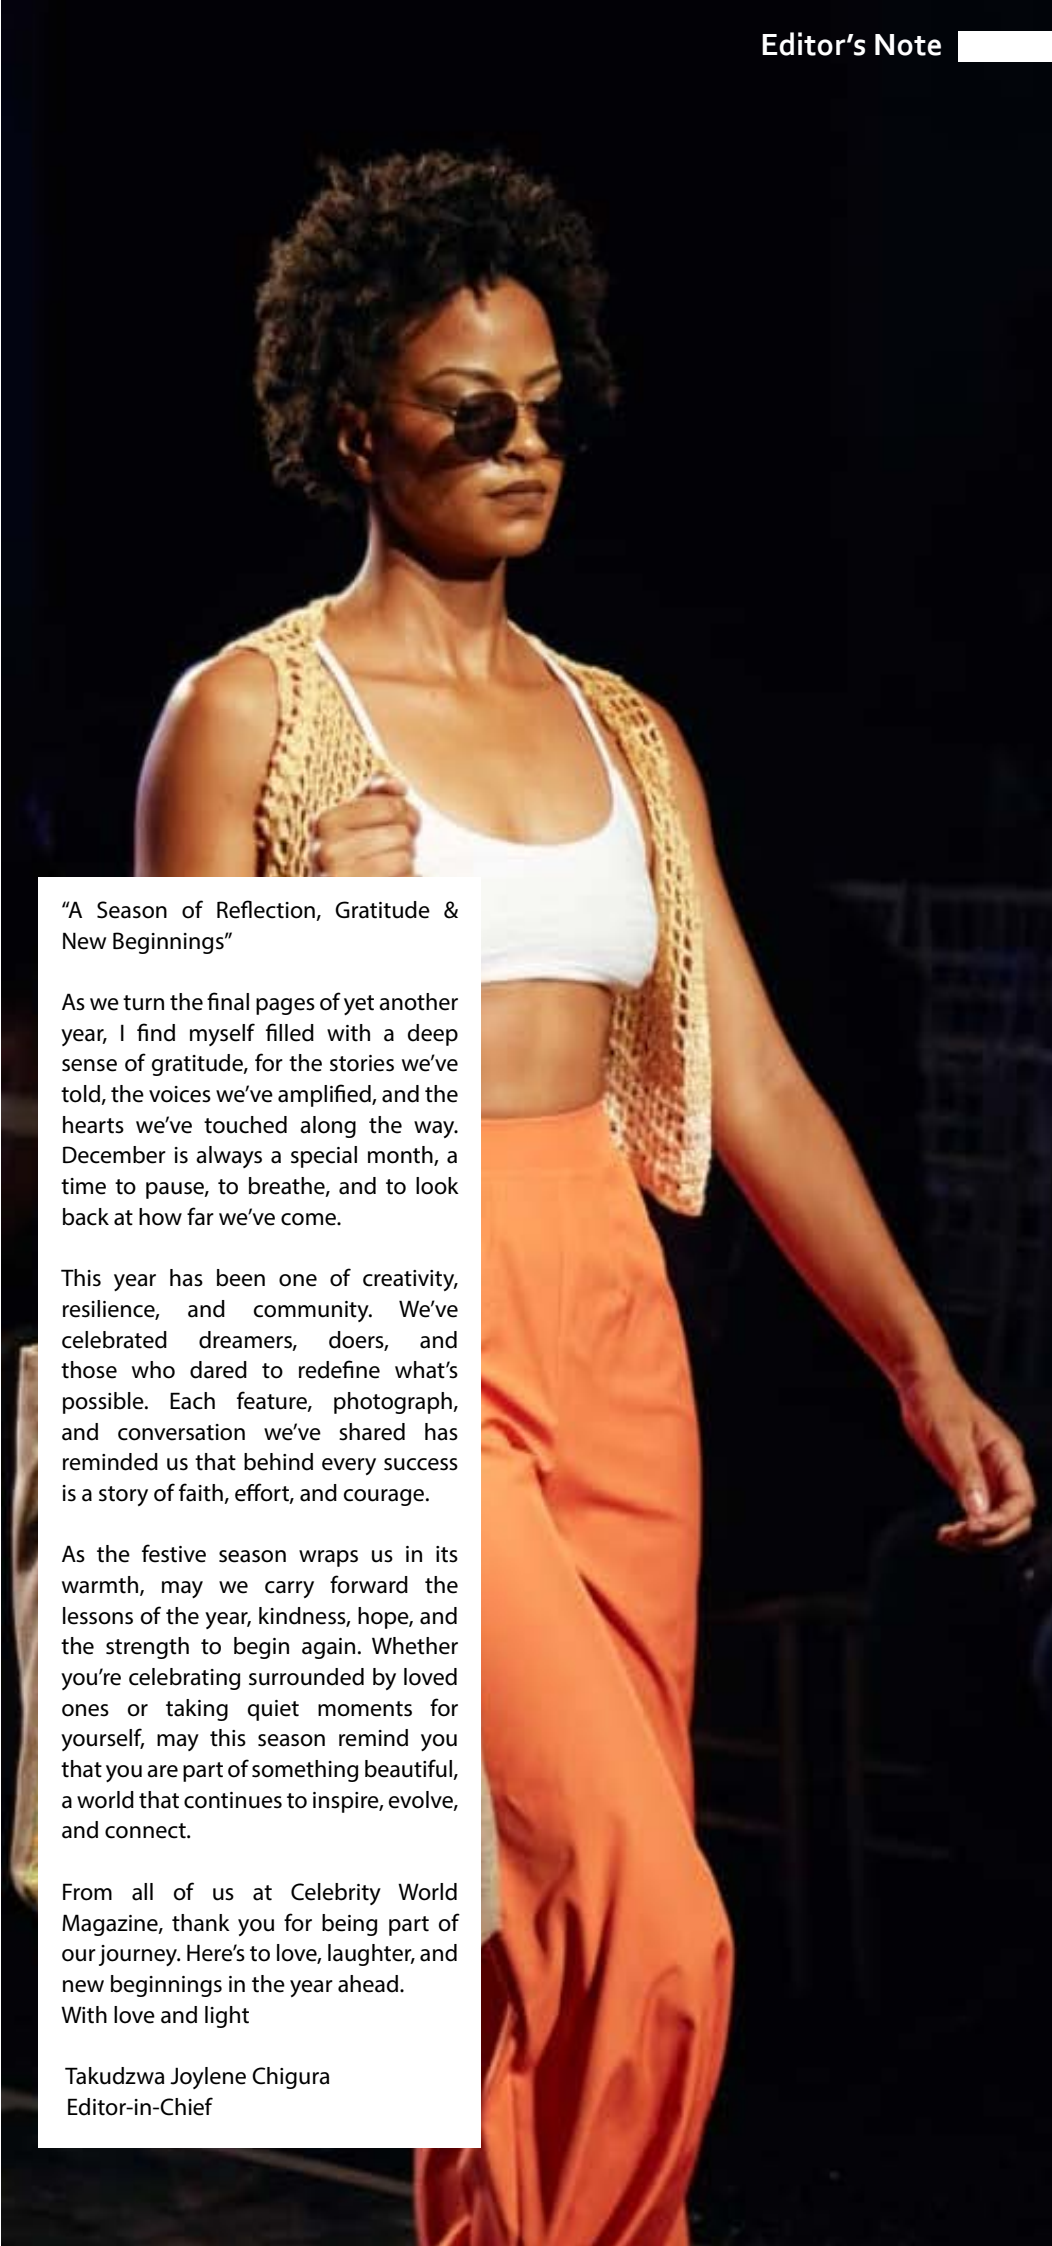 Editor’s Note
“A Season of Reflection, Gratitude &
New Beginnings”
As we turn the final pages of yet another
year, I find myself filled with a deep
sense of gratitude, for the stories we’ve
told, the voices we’ve amplified, and the
hearts we’ve touched along the way.
December is always a special month, a
time to pause, to breathe, and to look
back at how far we’ve come.
This year has been one of creativity,
resilience, and community. We’ve
celebrated dreamers, doers, and
those who dared to redefine what’s
possible. Each feature, photograph,
and conversation we’ve shared has
reminded us that behind every success
is a story of faith, effort, and courage.
As the festive season wraps us in its
warmth, may we carry forward the
lessons of the year, kindness, hope, and
the strength to begin again. Whether
you’re celebrating surrounded by loved
ones or taking quiet moments for
yourself, may this season remind you
that you are part of something beautiful,
a world that continues to inspire, evolve,
and connect.
From all of us at Celebrity World
Magazine, thank you for being part of
our journey. Here’s to love, laughter, and
new beginnings in the year ahead.
With love and light
Takudzwa Joylene Chigura
Editor-in-Chief